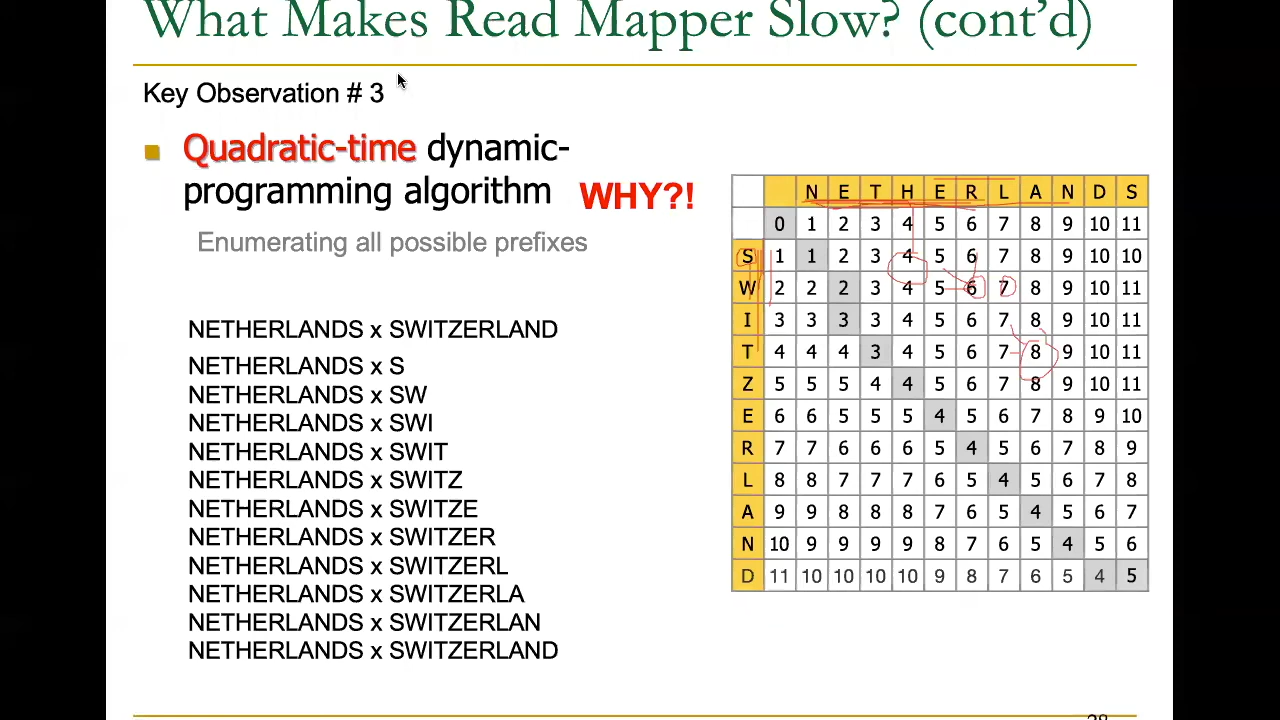 What Makes Read Mapper Slow? (cont'd)
Key Observation # 3
Quadratic-time dynamic-
programming algorithm WHY?!
Enumerating all possible prefixes
NETHERLANDS x SWITZERLAND
NETHERLANDS x S
NETHERLANDS x SW
NETHERLANDS x SWI
NETHERLANDS x SWIT
NETHERLANDS x SWITZ
NETHERLANDS x SWITZE
NETHERLANDS x SWITZER
NETHERLANDS x SWITZERL
NETHERLANDS x SWITZERLA
NETHERLANDS x SWITZERLAN
NETHERLANDS x SWITZERLAND
N E T H E R L A N D S
0 1 2 3 4 5 6 7 8 9 10 11
S 1 1 2 3 4 5 6 7 8 9 10 10
W 2 2 2 3 4 5 6 7 8 9 10 11
I 3 3 3 3 4 5 6 7 8 9 10 11
T 4 4 4 3 4 5 6 7 8 9 10 11
Z 5 5 5 4 4 5 6 7 8 9 10 11
E 6 6 5 5 5 4 5 6 7 8 9 10
R 7 7 6 6 6 5 4 5 6 7 8 9
L 8 8 7 7 7 6 5 4 5 6 7 8
A 9 9 8 8 8 7 6 5 4 5 6 7
N 10 9 9 9 9 8 7 6 5 4 5 6
D 11 10 10 10 10 9 8 7 6 5 4 5